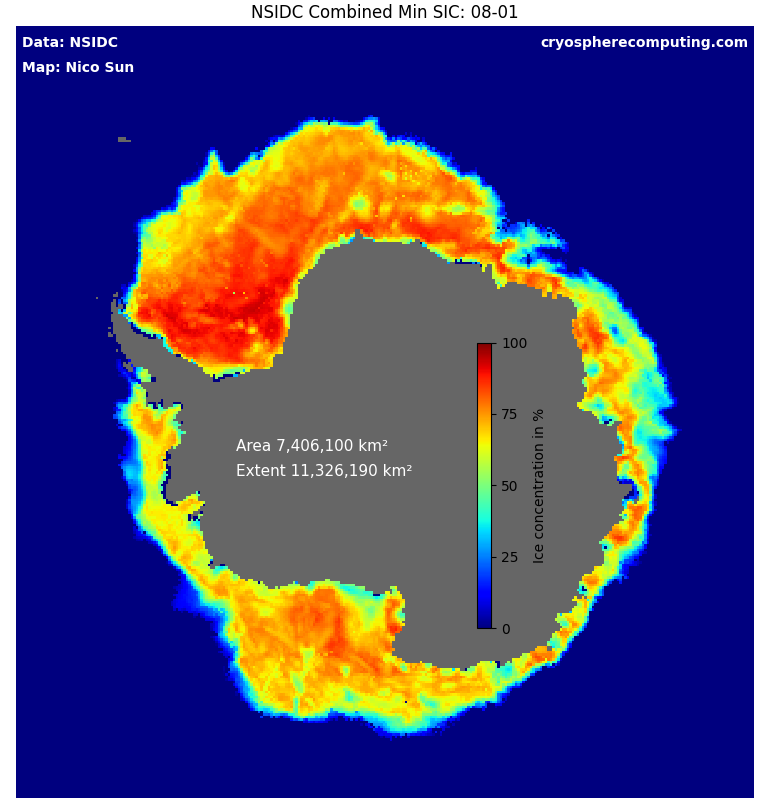 NSIDC Combined Min SIC: 08-01
Data: NSIDC
cryospherecomputing.com
Map: Nico Sun
100
75
Area 7,406,100 km²
Extent 11,326,190 km²
50
25
0
Ice concentration in %